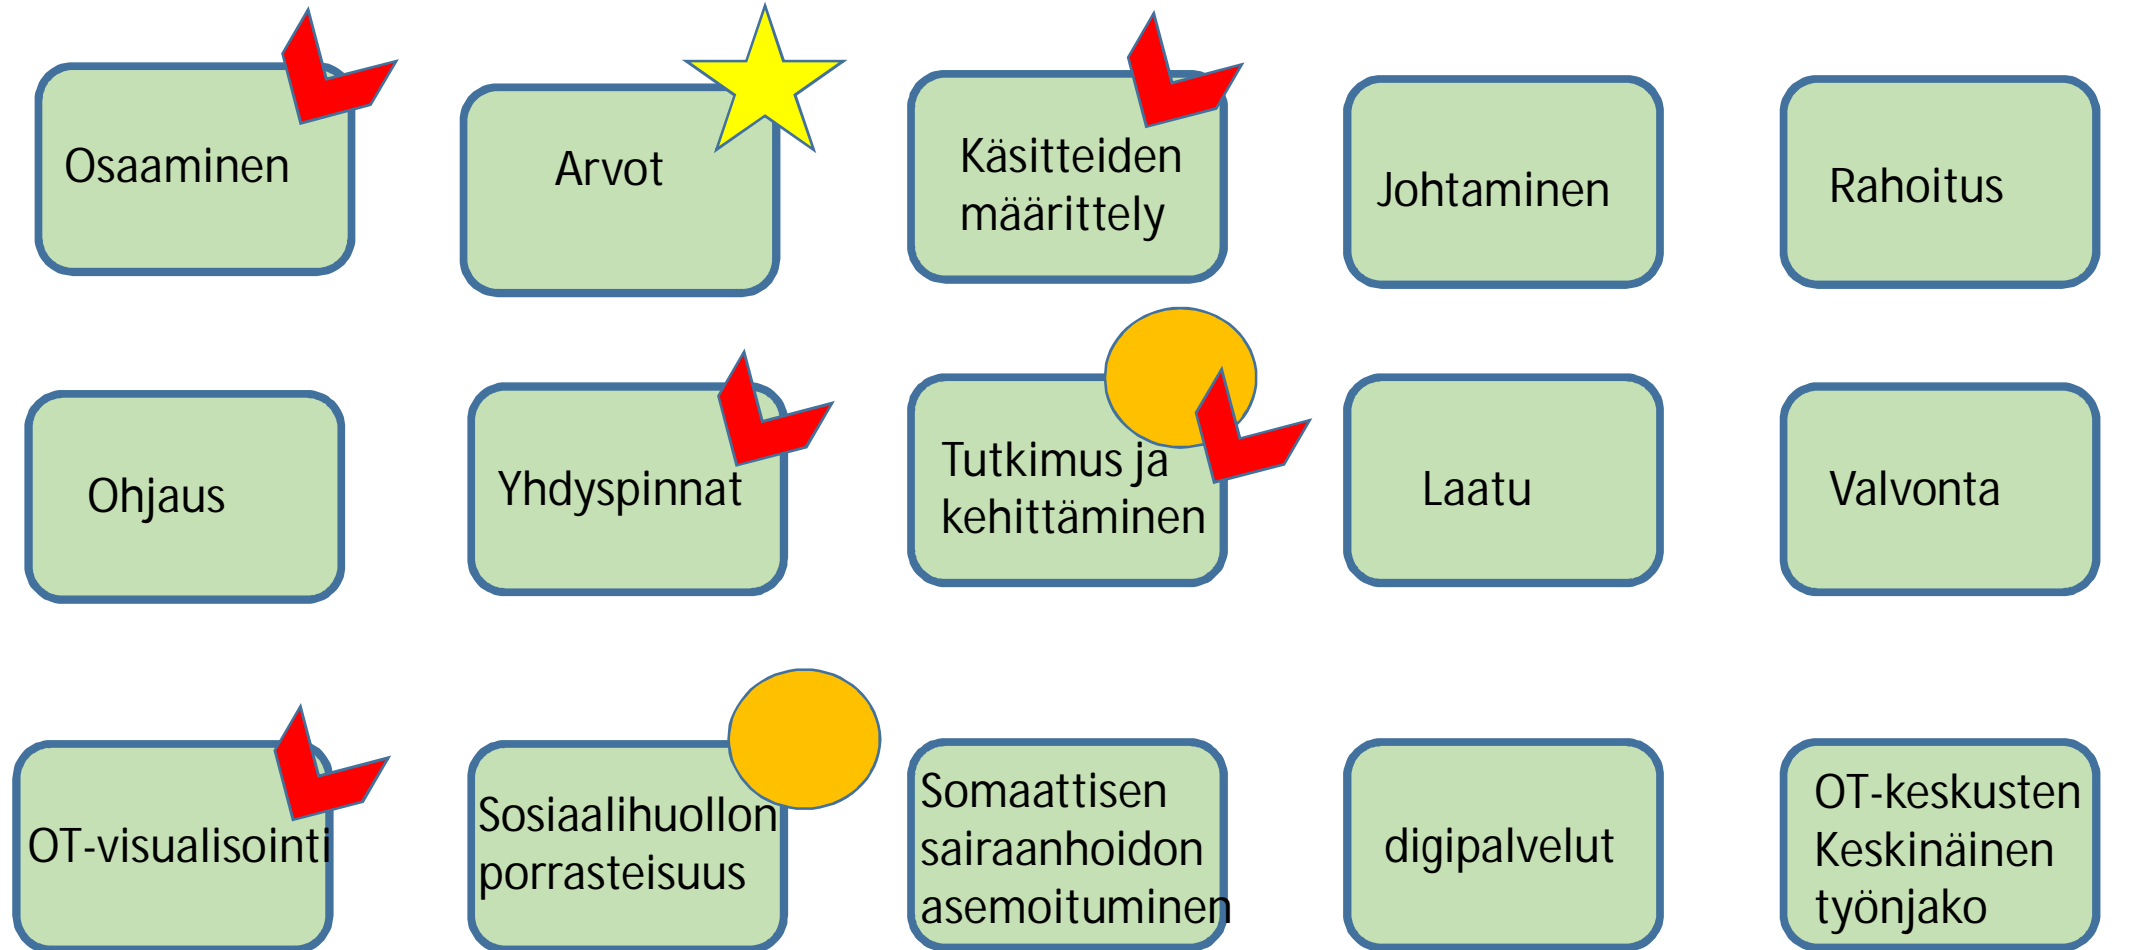 Osaaminen
Arvot
Käsitteiden
määrittely
Johtaminen
Rahoitus
Ohjaus
Yhdyspinnat
Tutkimus ja
kehittäminen
Laatu
Valvonta
OT-visualisointi
Sosiaalihuollon
porrasteisuus
Somaattisen
sairaanhoidon
asemoituminen
digipalvelut
OT-keskusten
Keskinäinen
työnjako